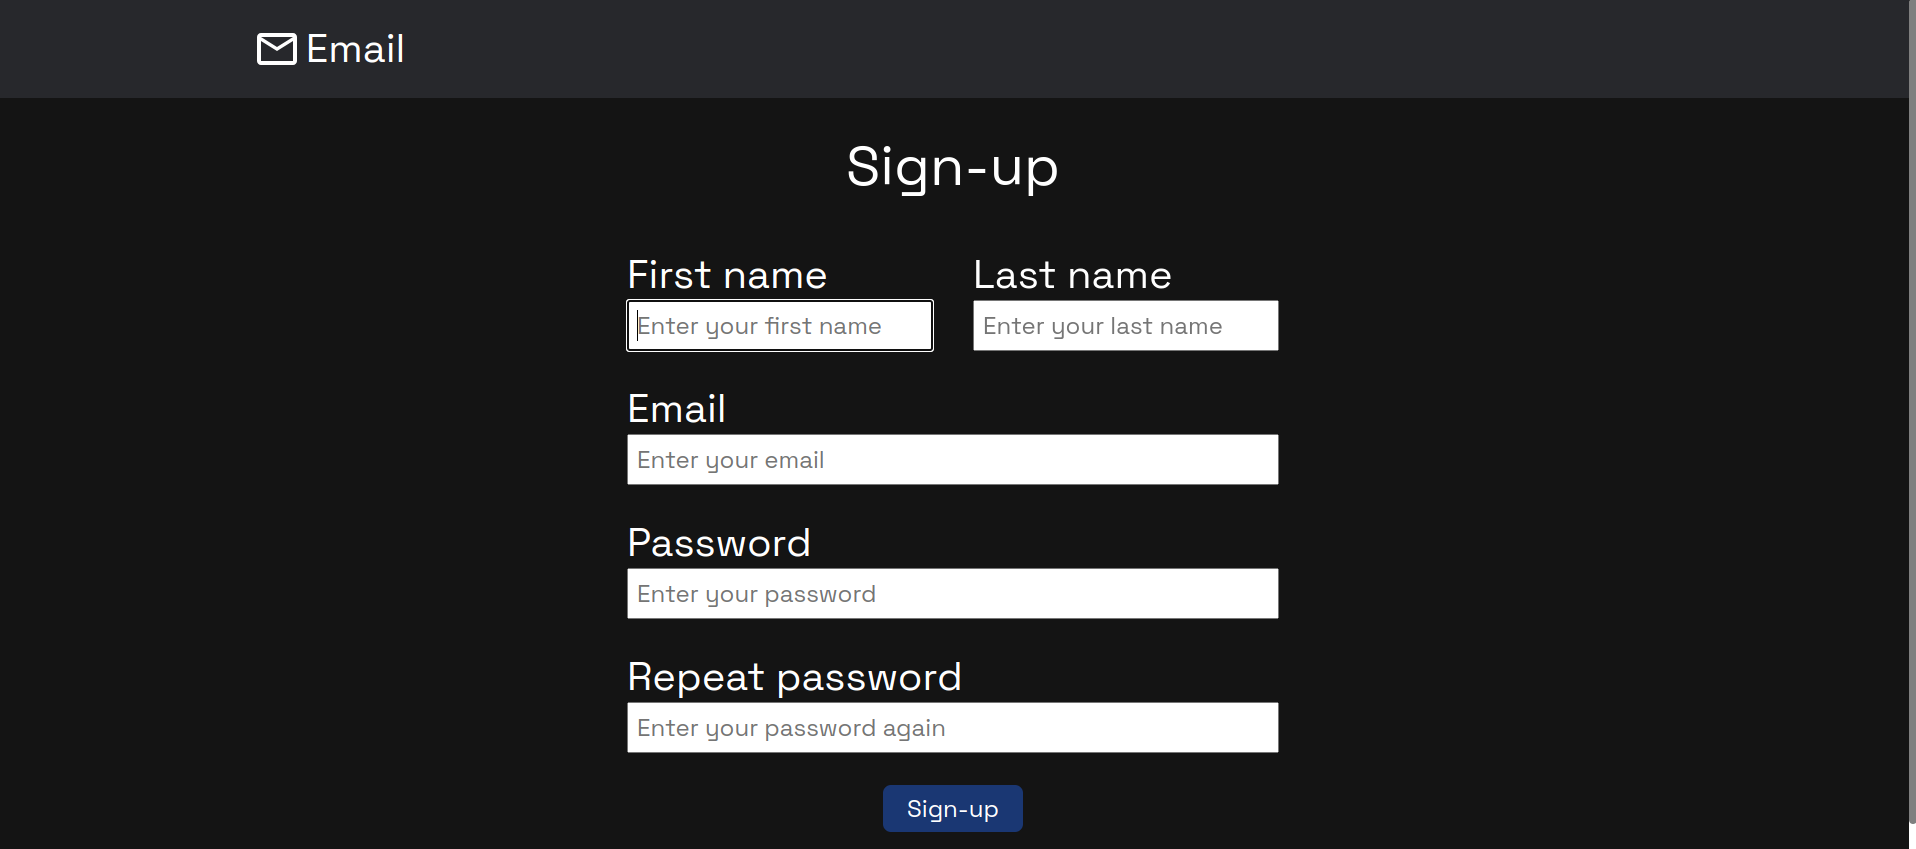 Email
Sign-up
First name Last name
Enter your first name Enter your last name
Email
Enter your email
Password
Enter your password
Repeat password
Enter your password again
Sign-up